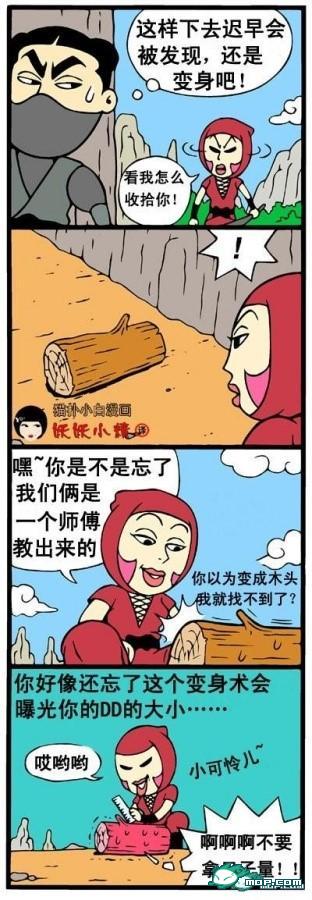 这样下去迟早会
被发现，还是
变身吧！
看我怎么
收拾你！
！
猫扑小白漫画
妖妖小精 译
嘿~你是不是忘了
我们俩是
一个师傅
教出来的
你以为变成木头
我就找不到了？
你好像还忘了这个变身术会
曝光你的DD的大小……
哎哟哟
小可怜儿~
啊啊啊不要
拿尺子量！！
mop.com